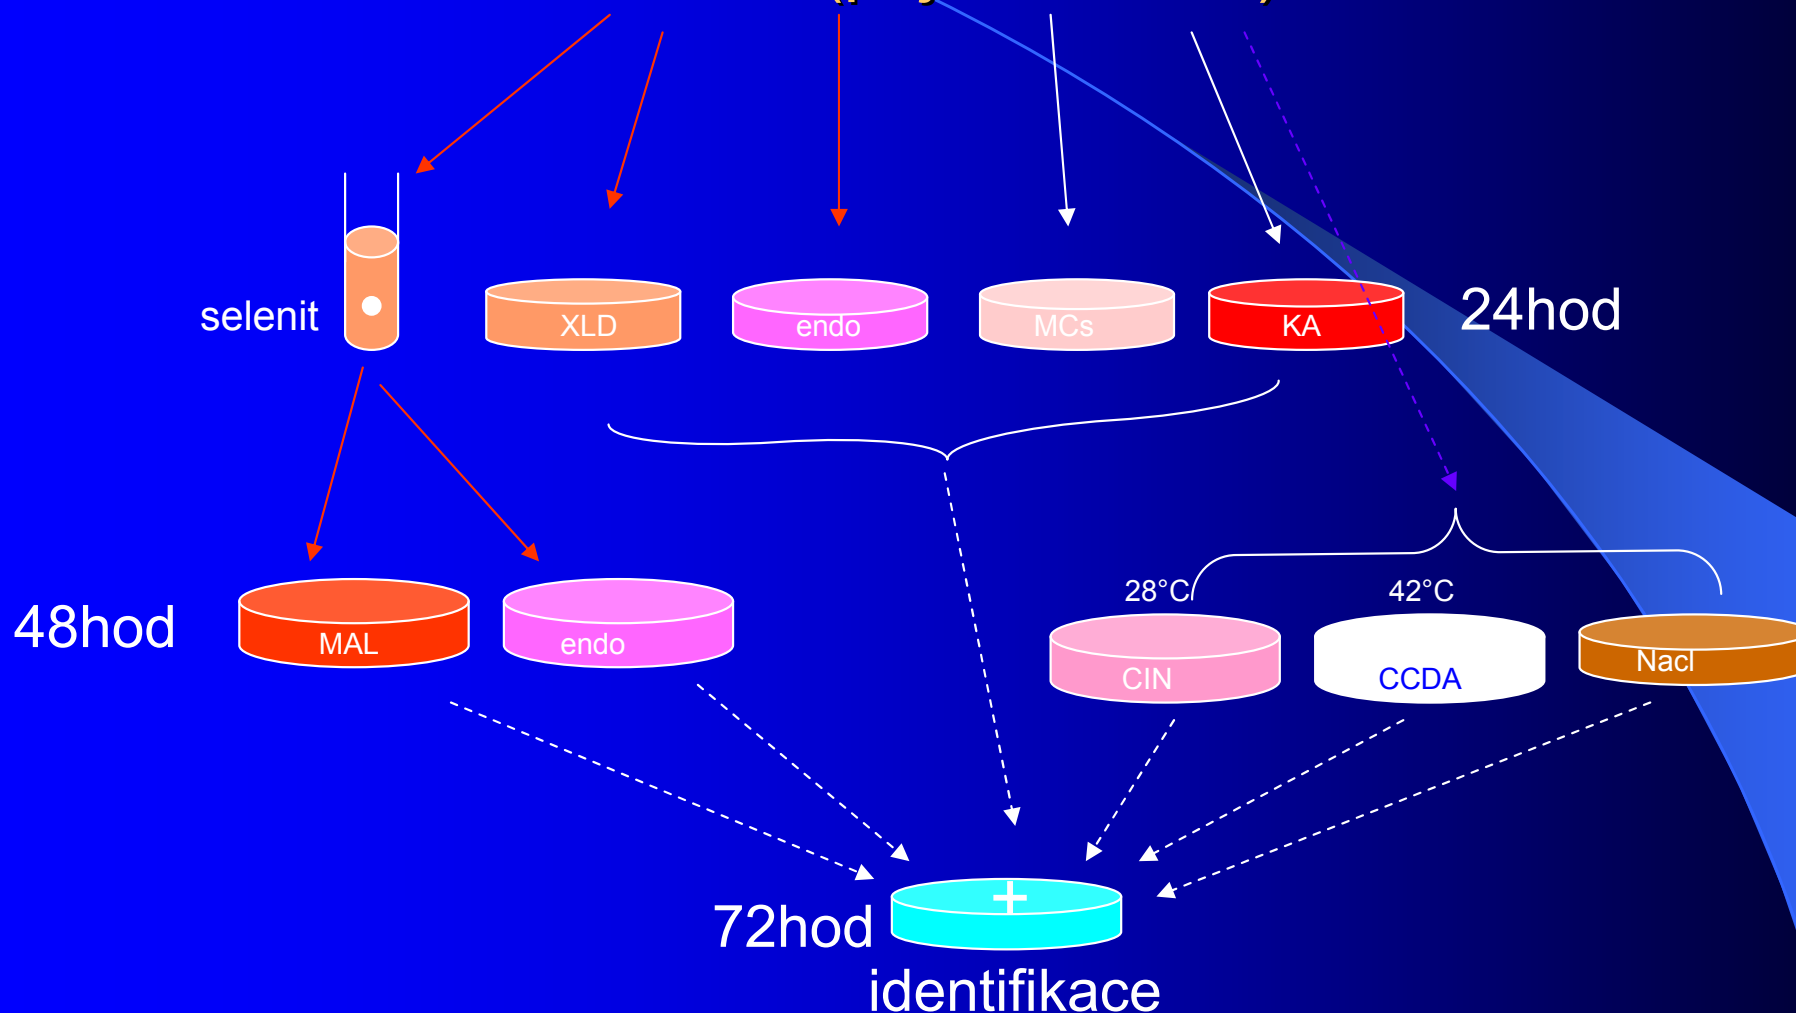 selenit
XLD
endo
MCs
KA
24hod
48hod
MAL
endo
28°C
42°C
CIN
CCDA
Nacl
+
72hod
identifikace